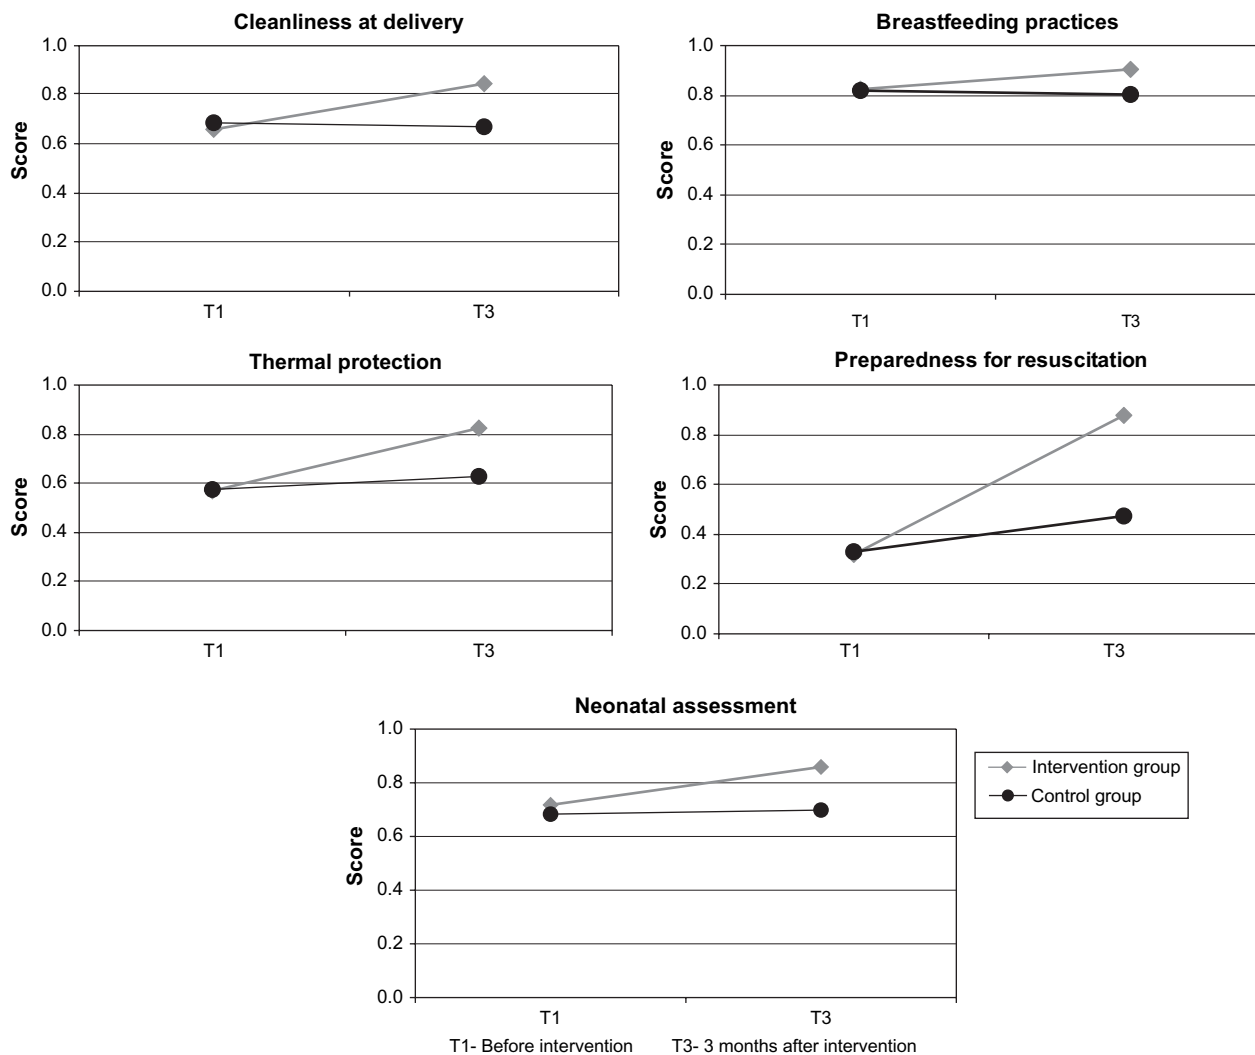 Cleanliness at delivery
1.0
0.8
0.6
0.4
0.2
0.0
Score
T1 T3
Breastfeeding practices
1.0
0.8
0.6
0.4
0.2
0.0
Score
T1 T3
Thermal protection
1.0
0.8
0.6
0.4
0.2
0.0
Score
T1 T3
Preparedness for resuscitation
1.0
0.8
0.6
0.4
0.2
0.0
Score
T1 T3
Neonatal assessment
1.0
0.8
0.6
0.4
0.2
0.0
Score
T1 T3
Intervention group
Control group
T1- Before intervention T3- 3 months after intervention